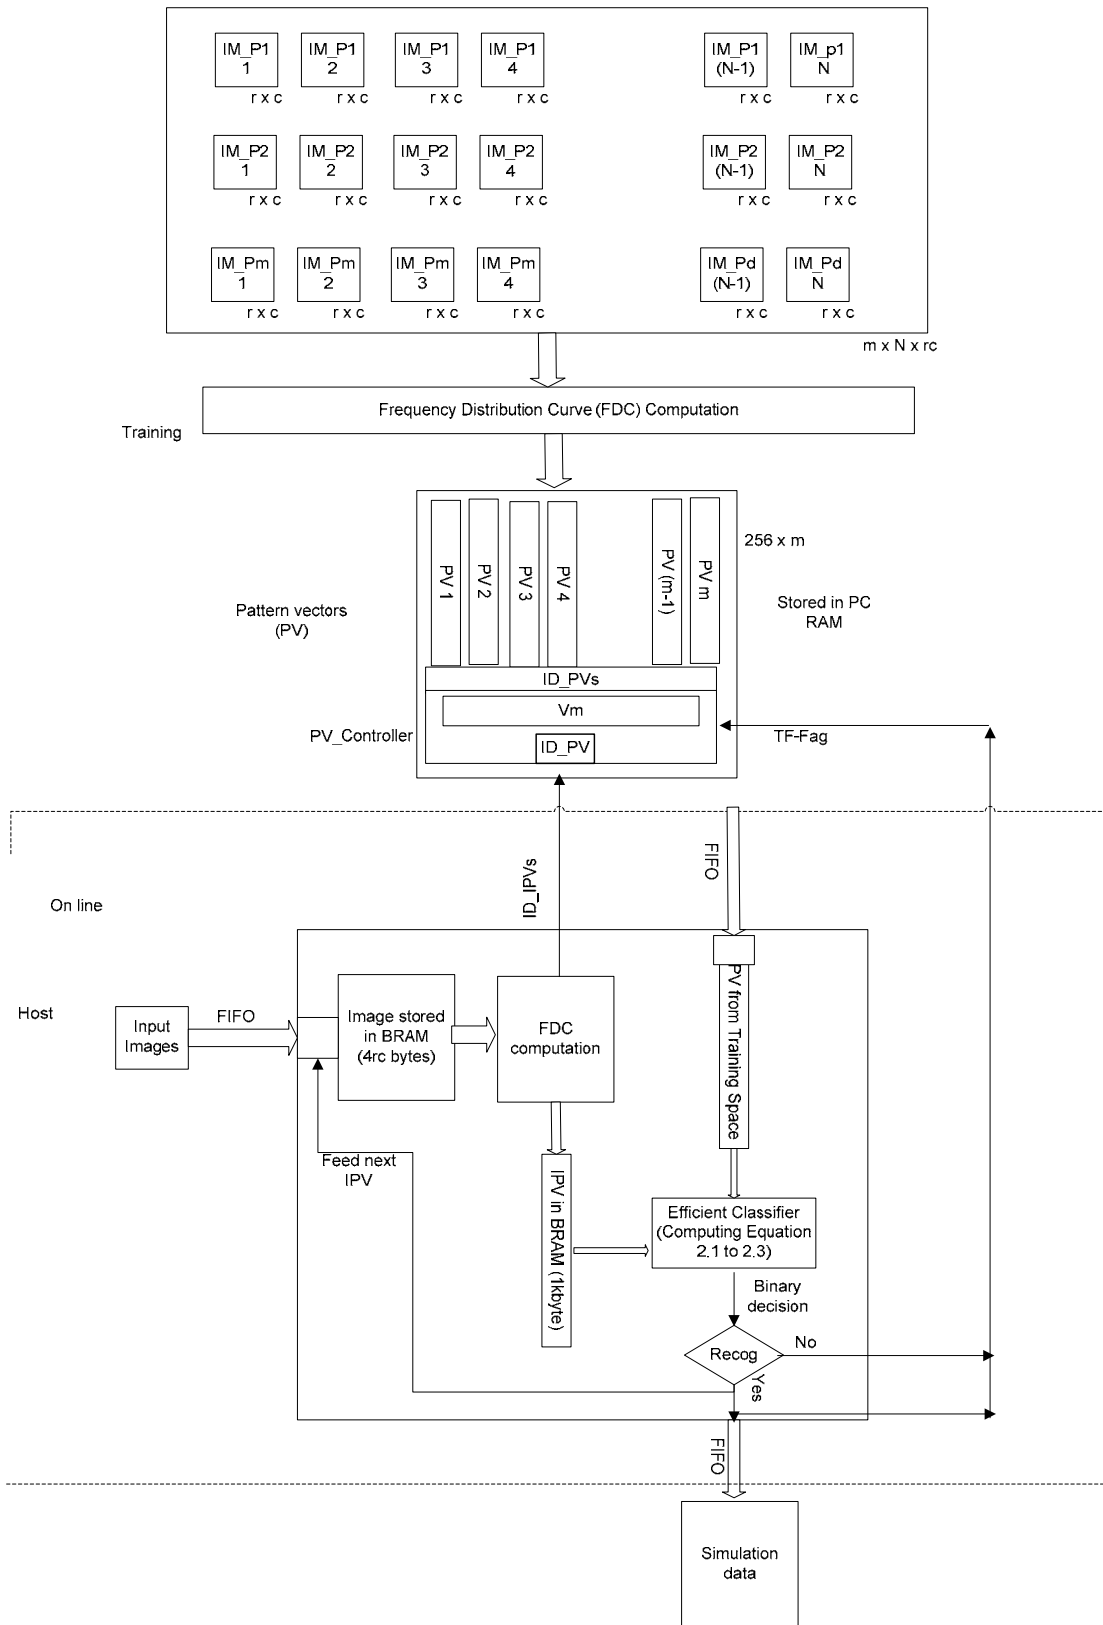 IM_P1 IM_P1 IM_P1 IM_P1 IM_P1 IM_p1
1 2 3 4 (N-1) N
r x c r x c r x c r x c r x c r x c
IM_P2 IM_P2 IM_P2 IM_P2 IM_P2 IM_P2
1 2 3 4 (N-1) N
r x c r x c r x c r x c r x c r x c
IM_Pm IM_Pm IM_Pm IM_Pm IM_Pd IM_Pd
1 2 3 4 (N-1) N
r x c r x c r x c r x c r x c r x c
m x N x rc
Frequency Distribution Curve (FDC) Computation
Training
PV 1
PV 2
PV 3
PV 4
PV (m-1)
PV m
256 x m
Pattern vectors
(PV)
Stored in PC
RAM
ID_PVs
Vm
PV_Controller
ID_PV
TF-Fag
FIFO
ID_IPVs
On line
Host
Input
Images
FIFO
Image stored
in BRAM
(4rc bytes)
FDC
computation
PV from Training Space
Feed next
IPV
IPV in BRAM (1kbyte)
Efficient Classifier
(Computing Equation
2.1 to 2.3)
Binary
decision
Recog
No
Yes
FIFO
Simulation
data